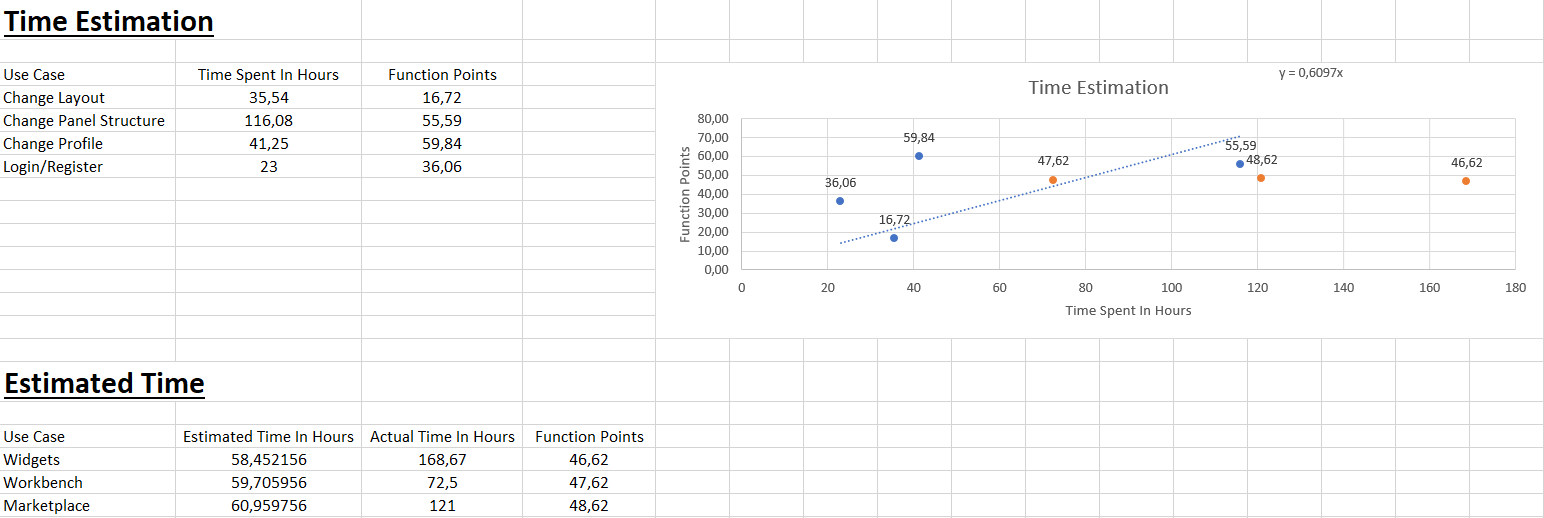 Time Estimation
Use Case Time Spent In Hours Function Points
Change Layout 35,54 16,72
Change Panel Structure 116,08 55,59
Change Profile 41,25 59,84
Login/Register 23 36,06
y = 0,6097x
Time Estimation
80,00
70,00
60,00
50,00
40,00
30,00
20,00
10,00
0,00
Function Points
59,84
55,59
47,62
48,62
46,62
36,06
16,72
0 20 40 60 80 100 120 140 160 180
Time Spent In Hours
Estimated Time
Use Case Estimated Time In Hours Actual Time In Hours Function Points
Widgets 58,452156 168,67 46,62
Workbench 59,705956 72,5 47,62
Marketplace 60,959756 121 48,62